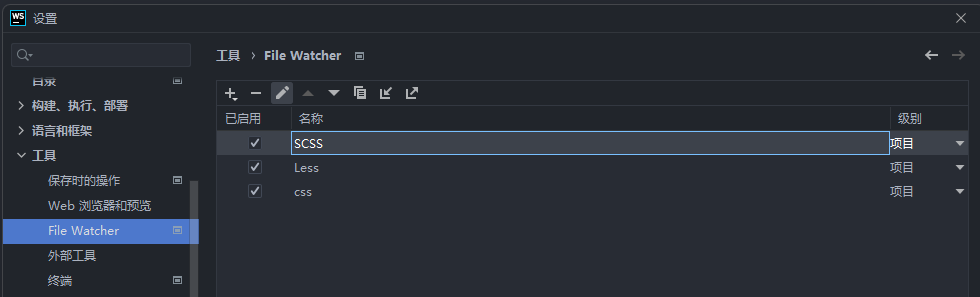 WS 设置
工具 › File Watcher
目录
构建、执行、部署
语言和框架
工具
保存时的操作
Web 浏览器和预览
File Watcher
外部工具
终端
已启用 名称 级别
SCSS 项目
Less 项目
css 项目